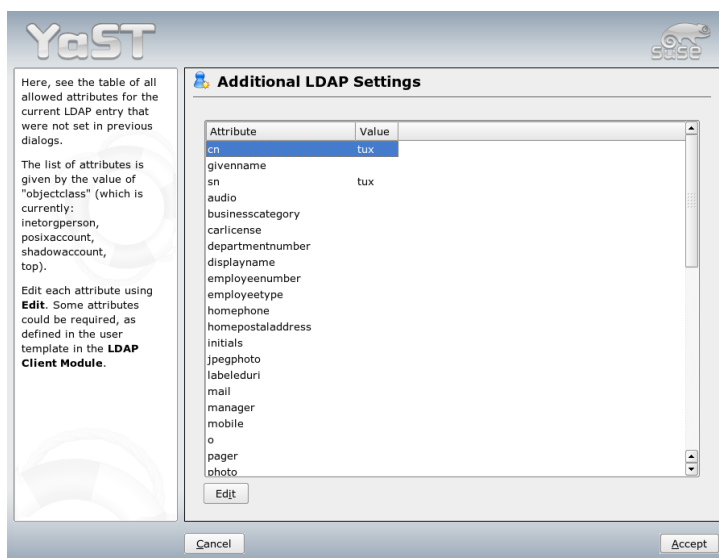 YaST
SUSE
Here, see the table of all
allowed attributes for the
current LDAP entry that
were not set in previous
dialogs.
The list of attributes is
given by the value of
"objectclass" (which is
currently:
inetorgperson,
posixaccount,
shadowaccount,
top).
Edit each attribute using
Edit. Some attributes
could be required, as
defined in the user
template in the LDAP
Client Module.
Additional LDAP Settings
Attribute Value
cn tux
givenname
sn tux
audio
businesscategory
carlicense
departmentnumber
displayname
employeenumber
employeetype
homephone
homepostaladdress
initials
jpegphoto
labeleduri
mail
manager
mobile
o
pager
photo
Edit
Cancel
Accept